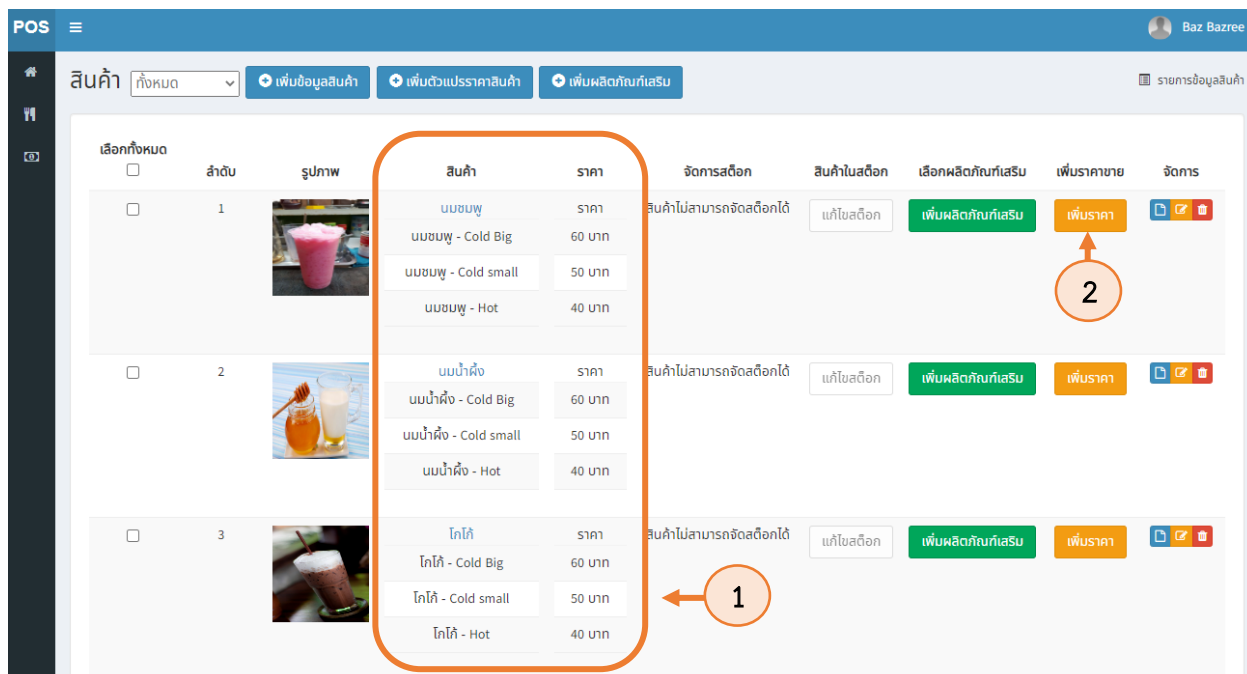 POS
Baz Bazree
สินค้า ทั้งหมด เพิ่มข้อมูลสินค้า เพิ่มตัวแปรราคาสินค้า เพิ่มผลิตภัณฑ์เสริม รายการข้อมูลสินค้า
เลือกทั้งหมด ลำดับ รูปภาพ สินค้า ราคา จัดการสต็อก สินค้าในสต็อก เลือกผลิตภัณฑ์เสริม เพิ่มราคาขาย จัดการ
1 นมชมพู ราคา สินค้าไม่สามารถจัดสต็อกได้ แก้ไขสต็อก เพิ่มผลิตภัณฑ์เสริม เพิ่มราคา
นมชมพู - Cold Big 60 บาท
นมชมพู - Cold small 50 บาท
2
นมชมพู - Hot 40 บาท
2 นมน้ำผึ้ง ราคา สินค้าไม่สามารถจัดสต็อกได้ แก้ไขสต็อก เพิ่มผลิตภัณฑ์เสริม เพิ่มราคา
นมน้ำผึ้ง - Cold Big 60 บาท
นมน้ำผึ้ง - Cold small 50 บาท
นมน้ำผึ้ง - Hot 40 บาท
3 โกโก้ ราคา สินค้าไม่สามารถจัดสต็อกได้ แก้ไขสต็อก เพิ่มผลิตภัณฑ์เสริม เพิ่มราคา
โกโก้ - Cold Big 60 บาท
โกโก้ - Cold small 50 บาท
1
โกโก้ - Hot 40 บาท